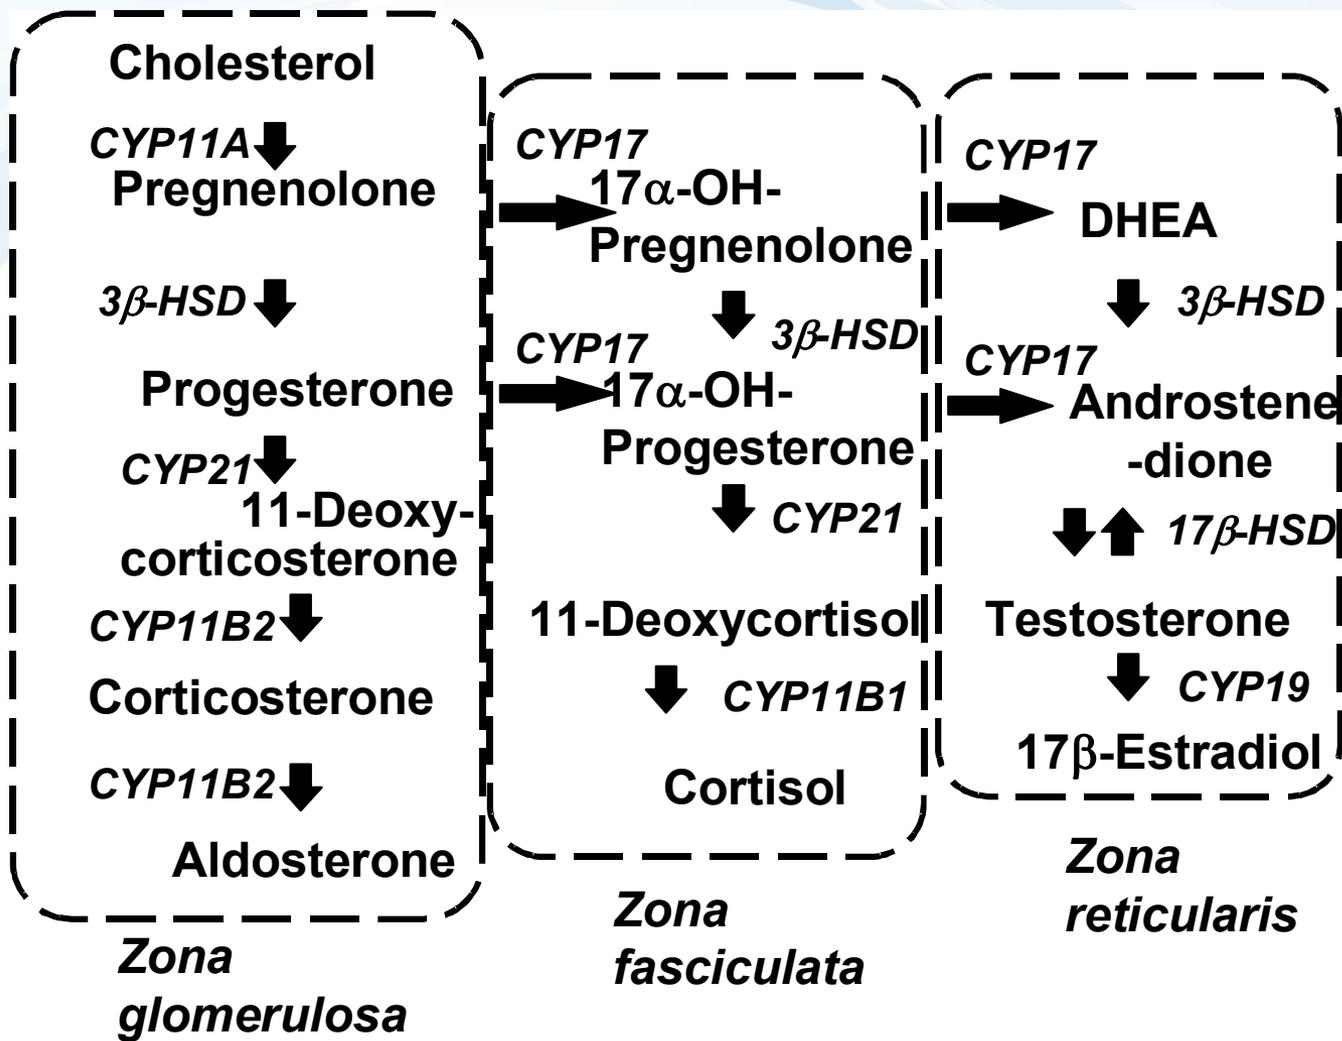 Cholesterol
CYP11A
Pregnenolone
3β-HSD
Progesterone
CYP21
11-Deoxy-
corticosterone
CYP11B2
Corticosterone
CYP11B2
Aldosterone
Zona
glomerulosa
CYP17
17α-OH-
Pregnenolone
3β-HSD
CYP17
17α-OH-
Progesterone
CYP21
11-Deoxycortisol
CYP11B1
Cortisol
Zona
fasciculata
CYP17
DHEA
3β-HSD
CYP17
Androstene
-dione
17β-HSD
Testosterone
CYP19
17β-Estradiol
Zona
reticularis